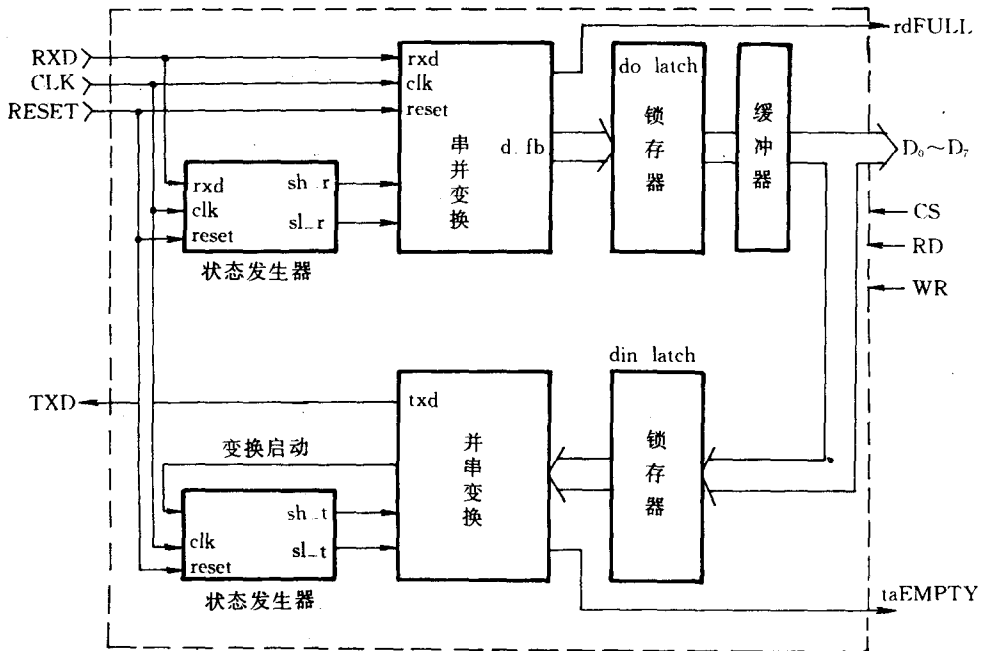 RXD
CLK
RESET
rxd
clk
reset
串并变换
d_fb
do latch
锁存器
缓冲器
rdFULL
D₀～D₇
CS
RD
WR
rxd
clk
reset
sh_r
sl_r
状态发生器
TXD
txd
并串变换
din latch
锁存器
变换启动
clk
reset
sh_t
sl_t
状态发生器
taEMPTY